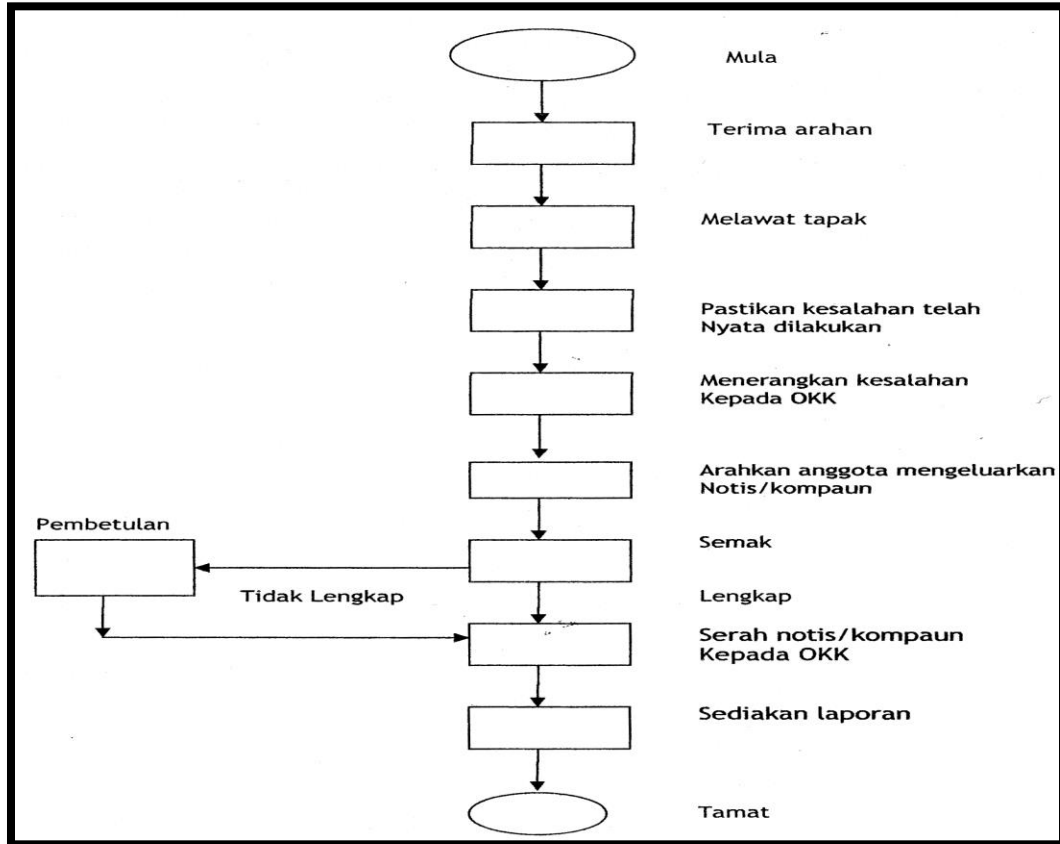 Mula
Terima arahan
Melawat tapak
Pastikan kesalahan telah
Nyata dilakukan
Menerangkan kesalahan
Kepada OKK
Arahkan anggota mengeluarkan
Notis/kompaun
Pembetulan
Semak
Tidak Lengkap
Lengkap
Serah notis/kompaun
Kepada OKK
Sediakan laporan
Tamat